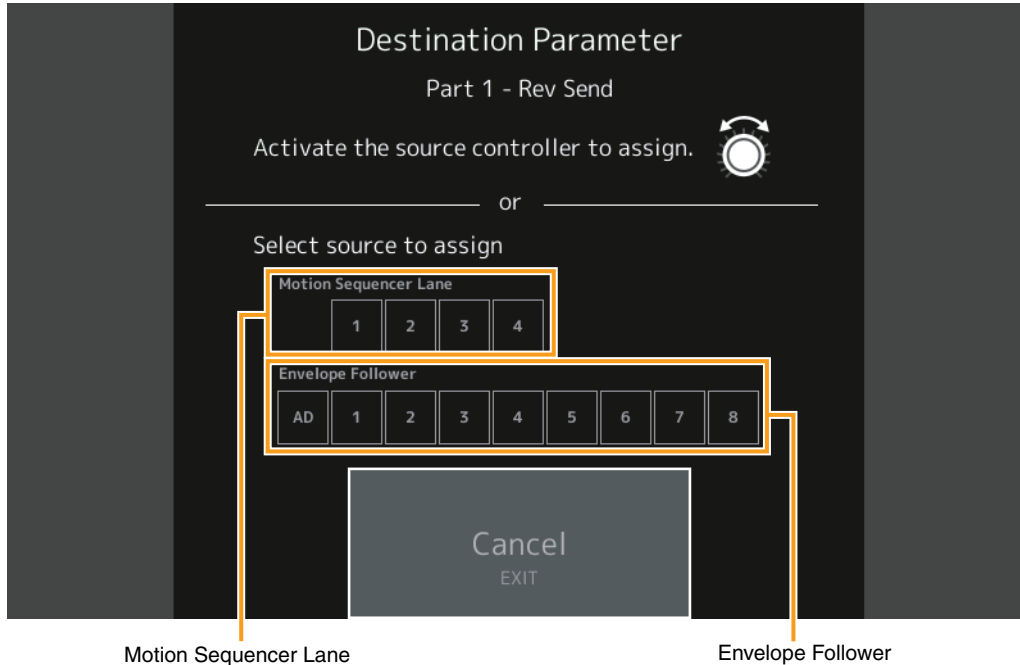 Destination Parameter
Part 1 - Rev Send
Activate the source controller to assign.
or
Select source to assign
Motion Sequencer Lane
1 2 3 4
Envelope Follower
AD 1 2 3 4 5 6 7 8
Cancel
EXIT
Motion Sequencer Lane Envelope Follower